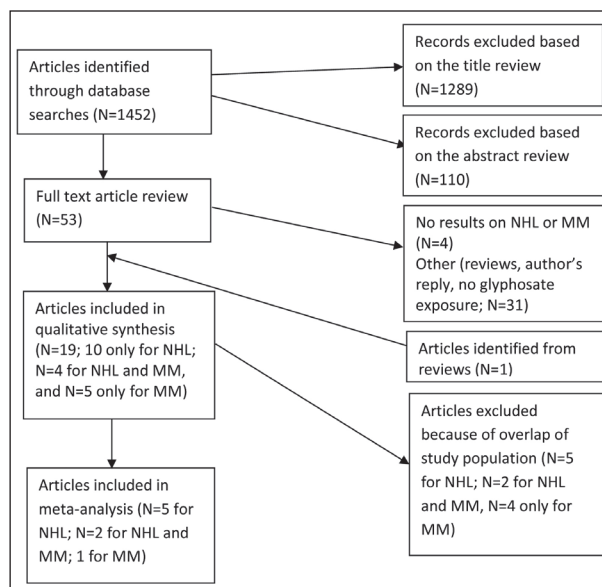 Articles identified
through database
searches (N=1452)
Records excluded based
on the title review
(N=1289)
Records excluded based
on the abstract review
(N=110)
Full text article review
(N=53)
No results on NHL or MM
(N=4)
Other (reviews, author's
reply, no glyphosate
exposure; N=31)
Articles included in
qualitative synthesis
(N=19; 10 only for NHL;
N=4 for NHL and MM,
and N=5 only for MM)
Articles identified from
reviews (N=1)
Articles excluded
because of overlap of
study population (N=5
for NHL; N=2 for NHL
and MM, N=4 only for
MM)
Articles included in
meta-analysis (N=5 for
NHL; N=2 for NHL and
MM; 1 for MM)